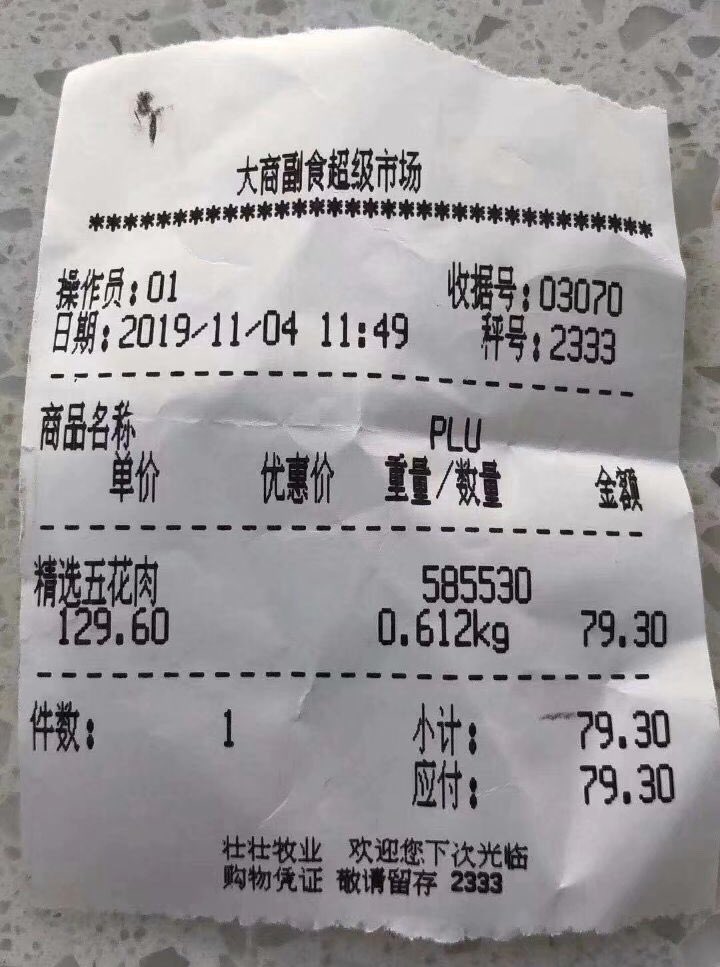 大商副食超级市场
*********************************
操作员:01 收据号:03070
日期:2019/11/04 11:49 秤号:2333
商品名称 PLU
单价 优惠价 重量/数量 金额
精选五花肉 585530
129.60 0.612kg 79.30
件数: 1 小计: 79.30
应付: 79.30
壮壮牧业 欢迎您下次光临
购物凭证 敬请留存 2333